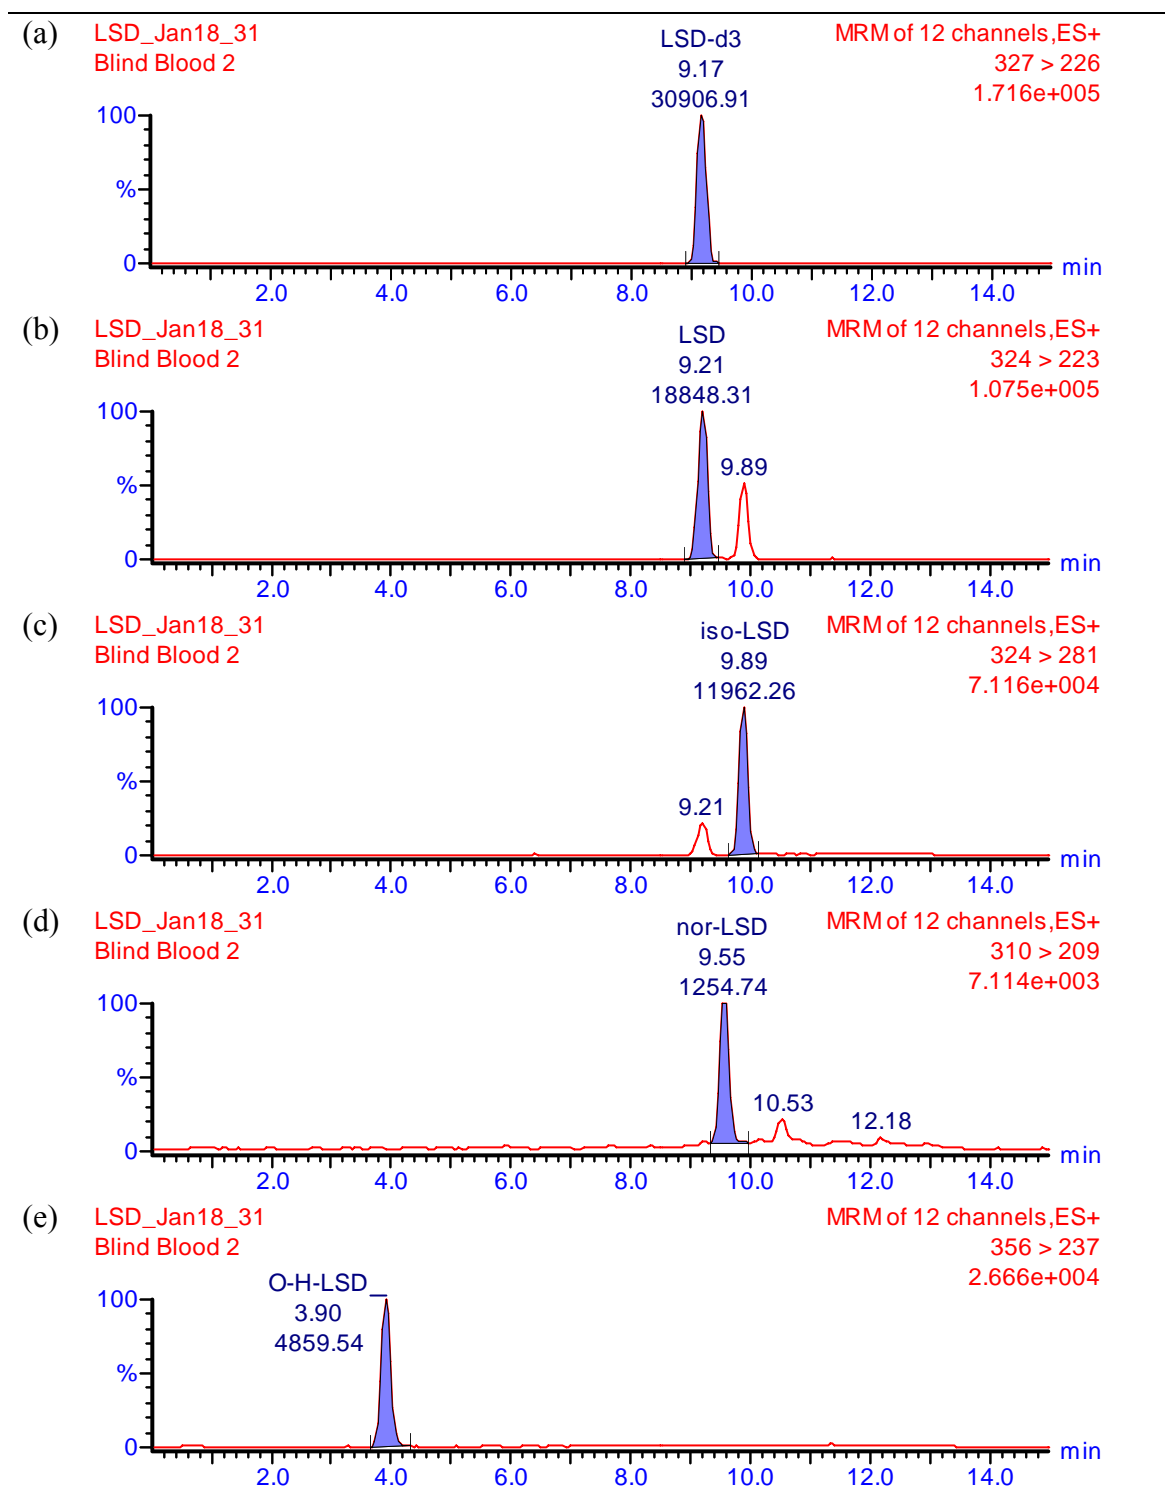 (a)
LSD_Jan18_31
Blind Blood 2
LSD-d3
9.17
30906.91
MRM of 12 channels,ES+
327 > 226
1.716e+005
100
%
0
2.0 4.0 6.0 8.0 10.0 12.0 14.0
min
(b)
LSD_Jan18_31
Blind Blood 2
LSD
9.21
18848.31
MRM of 12 channels,ES+
324 > 223
1.075e+005
9.89
100
%
0
2.0 4.0 6.0 8.0 10.0 12.0 14.0
min
(c)
LSD_Jan18_31
Blind Blood 2
iso-LSD
9.89
11962.26
MRM of 12 channels,ES+
324 > 281
7.116e+004
9.21
100
%
0
2.0 4.0 6.0 8.0 10.0 12.0 14.0
min
(d)
LSD_Jan18_31
Blind Blood 2
nor-LSD
9.55
1254.74
MRM of 12 channels,ES+
310 > 209
7.114e+003
10.53
12.18
100
%
0
2.0 4.0 6.0 8.0 10.0 12.0 14.0
min
(e)
LSD_Jan18_31
Blind Blood 2
O-H-LSD_
3.90
4859.54
MRM of 12 channels,ES+
356 > 237
2.666e+004
100
%
0
2.0 4.0 6.0 8.0 10.0 12.0 14.0
min